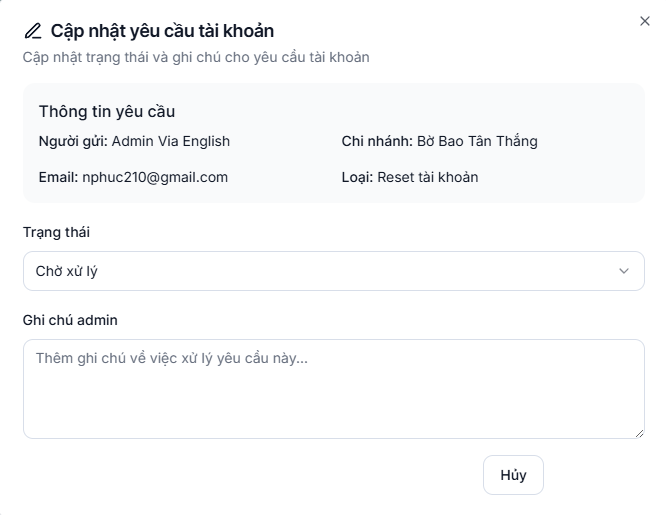 Cập nhật yêu cầu tài khoản
Cập nhật trạng thái và ghi chú cho yêu cầu tài khoản
Thông tin yêu cầu
Người gửi: Admin Via English
Chi nhánh: Bờ Bao Tân Thắng
Email: nphuc210@gmail.com
Loại: Reset tài khoản
Trạng thái
Chờ xử lý
Ghi chú admin
Thêm ghi chú về việc xử lý yêu cầu này...
Hủy